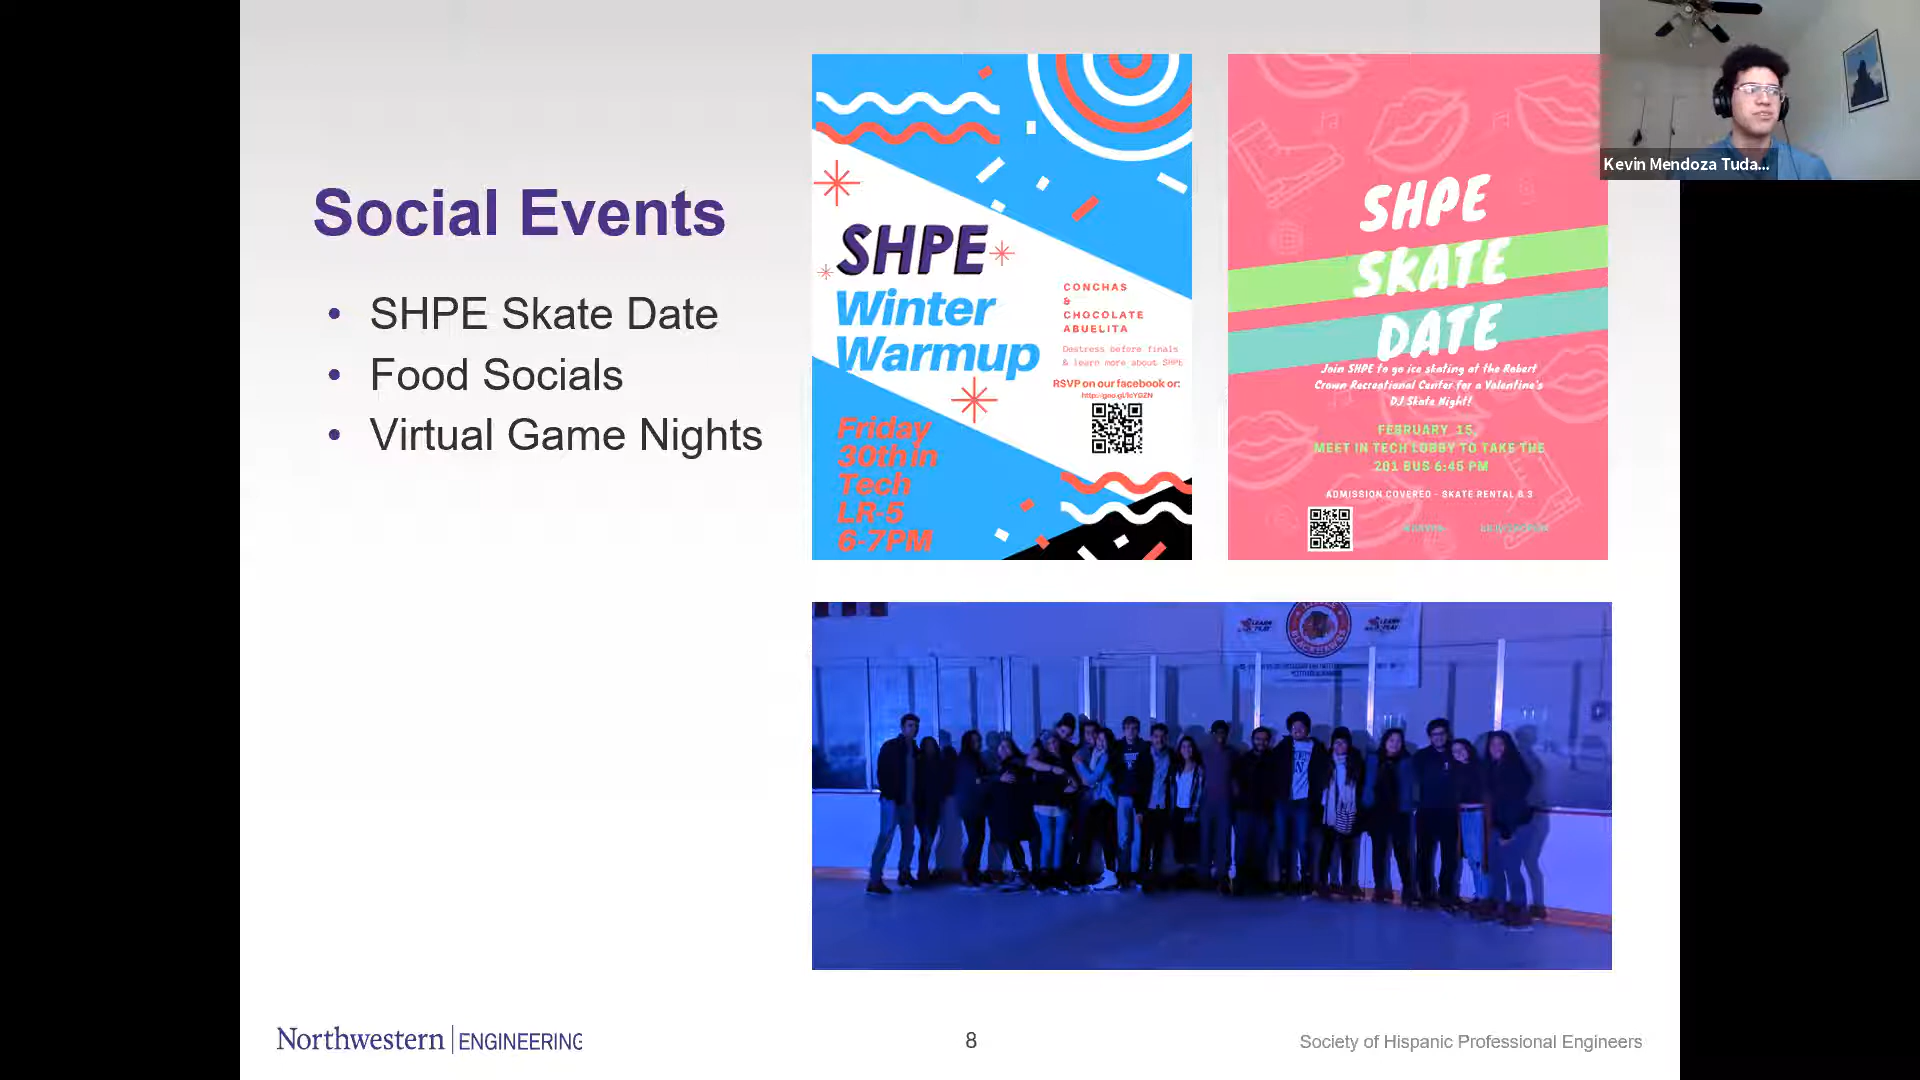 Social Events
• SHPE Skate Date
• Food Socials
• Virtual Game Nights
SHPE
Winter
Warmup
CONCHAS
&
CHOCOLATE
ABUELITA
Destress before finals
& learn more about SHPE
RSVP on our facebook or:
Friday
30th in
Tech
LR-5
6-7PM
SHPE
SKATE
DATE
Join SHPE to go ice skating at the Robert
Crown Recreational Center for a Valentine's
DJ Skate Night!
FEBRUARY 15,
MEET IN TECH LOBBY TO TAKE THE
201 BUS 6:45 PM
ADMISSION COVERED - SKATE RENTAL $ 3
Kevin Mendoza Tuda...
BLACKHAWKS
Northwestern | ENGINEERING
8
Society of Hispanic Professional Engineers